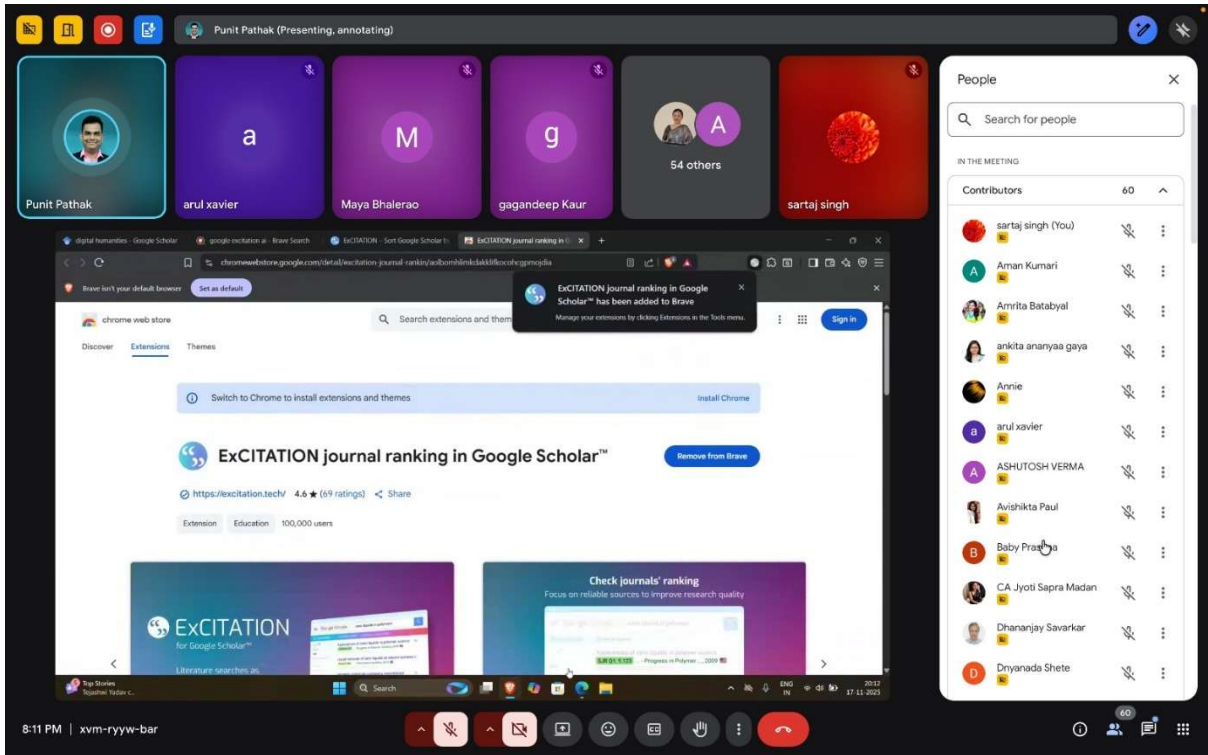 Punit Pathak (Presenting, annotating)
Punit Pathak
a
arul xavier
M
Maya Bhalerao
g
gagandeep Kaur
A
54 others
sartaj singh
digital humanities - Google Scholar
google excitation ai - Brave Search
ExCITATION - Sort Google Scholar b
ExCITATION journal ranking in G
chromewebstore.google.com/detail/excitation-journal-rankin/
Brave isn't your default browser
Set as default
ExCITATION journal ranking in Google
Scholar™ has been added to Brave
Manage your extensions by clicking Extensions in the Tools menu.
chrome web store
Search extensions and them
Sign in
Discover
Extensions
Themes
Switch to Chrome to install extensions and themes
Install Chrome
ExCITATION journal ranking in Google Scholar™
Remove from Brave
https://excitation.tech/
4.6 ★ (69 ratings)
Share
Extension
Education
100,000 users
ExCITATION
for Google Scholar™
Literature searches as
Check journals' ranking
Focus on reliable sources to improve research quality
Top Stories
Tejashwi Yadav c...
Search
ENG
IN
20:12
17-11-2025
People
Search for people
IN THE MEETING
Contributors 60
sartaj singh (You)
A
Aman Kumari
Amrita Batabyal
ankita ananyaa gaya
Annie
a
arul xavier
A
ASHUTOSH VERMA
Avishikta Paul
B
Baby
CA Jyoti Sapra Madan
Dhananjay Savarkar
D
Dnyanada Shete
8:11 PM | xvm-ryyw-bar
60